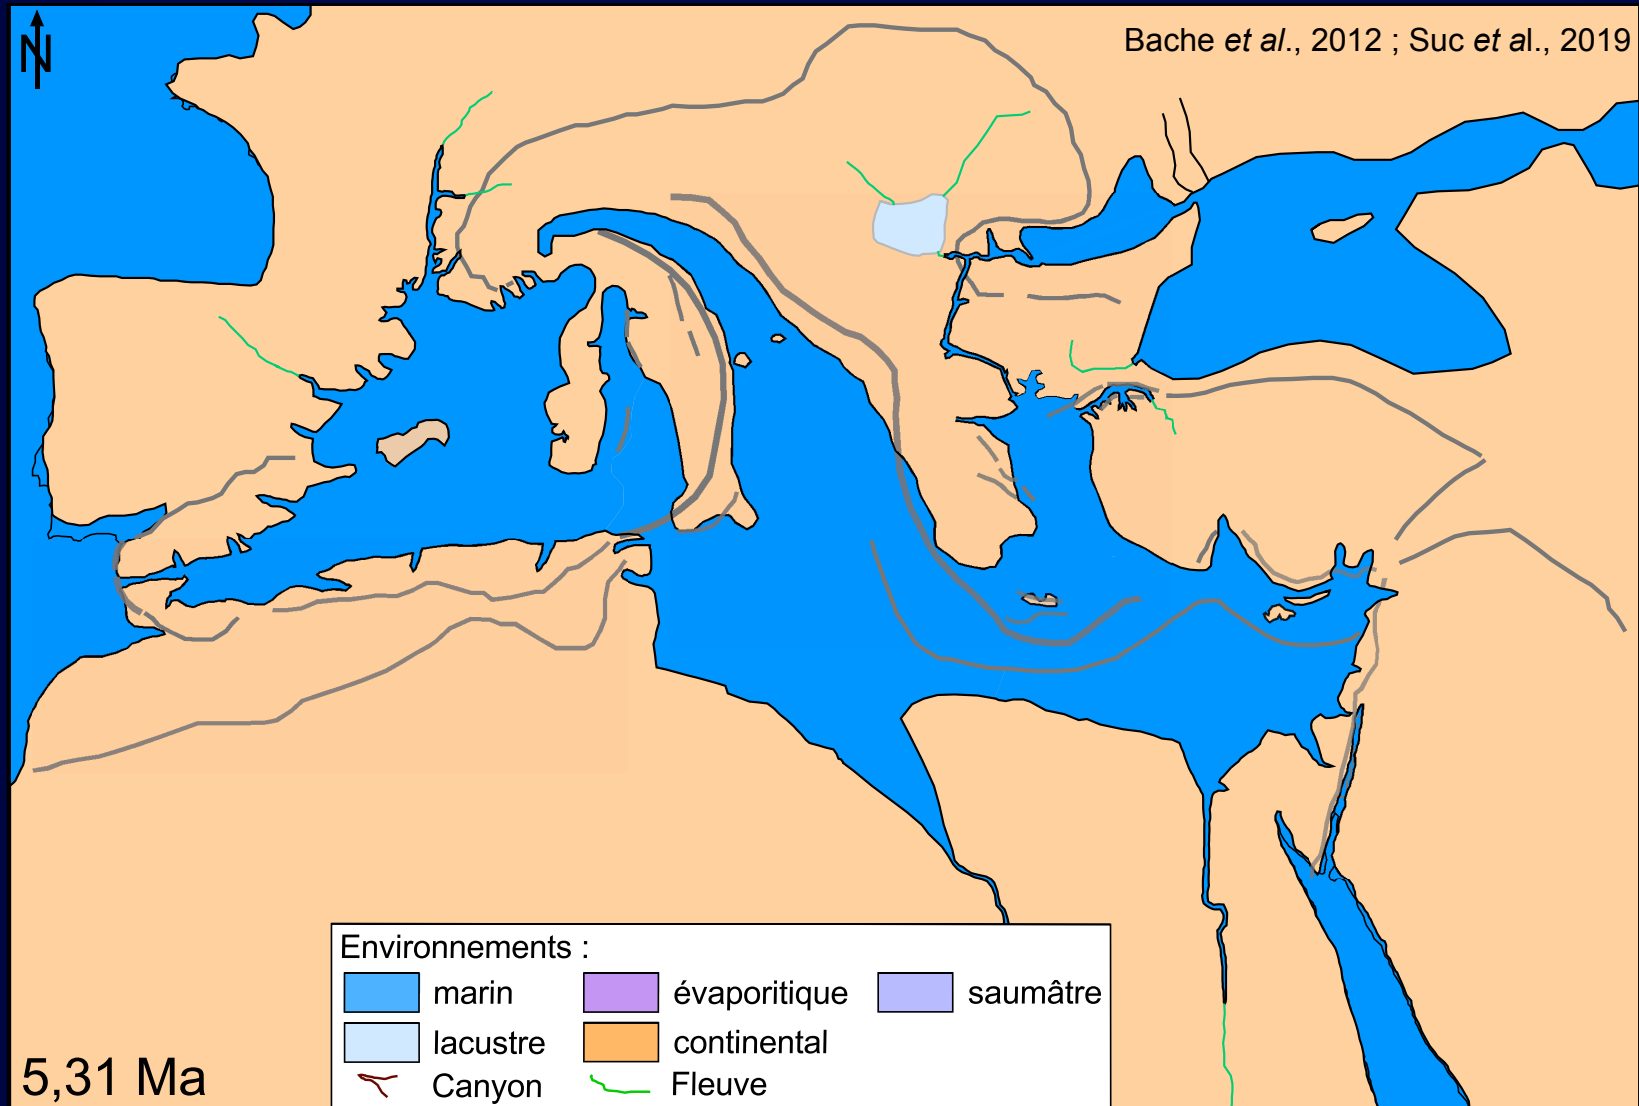 N
Bache et al., 2012 ; Suc et al., 2019
Environnements :
marin
évaporitique
saumâtre
lacustre
continental
Canyon
Fleuve
5,31 Ma